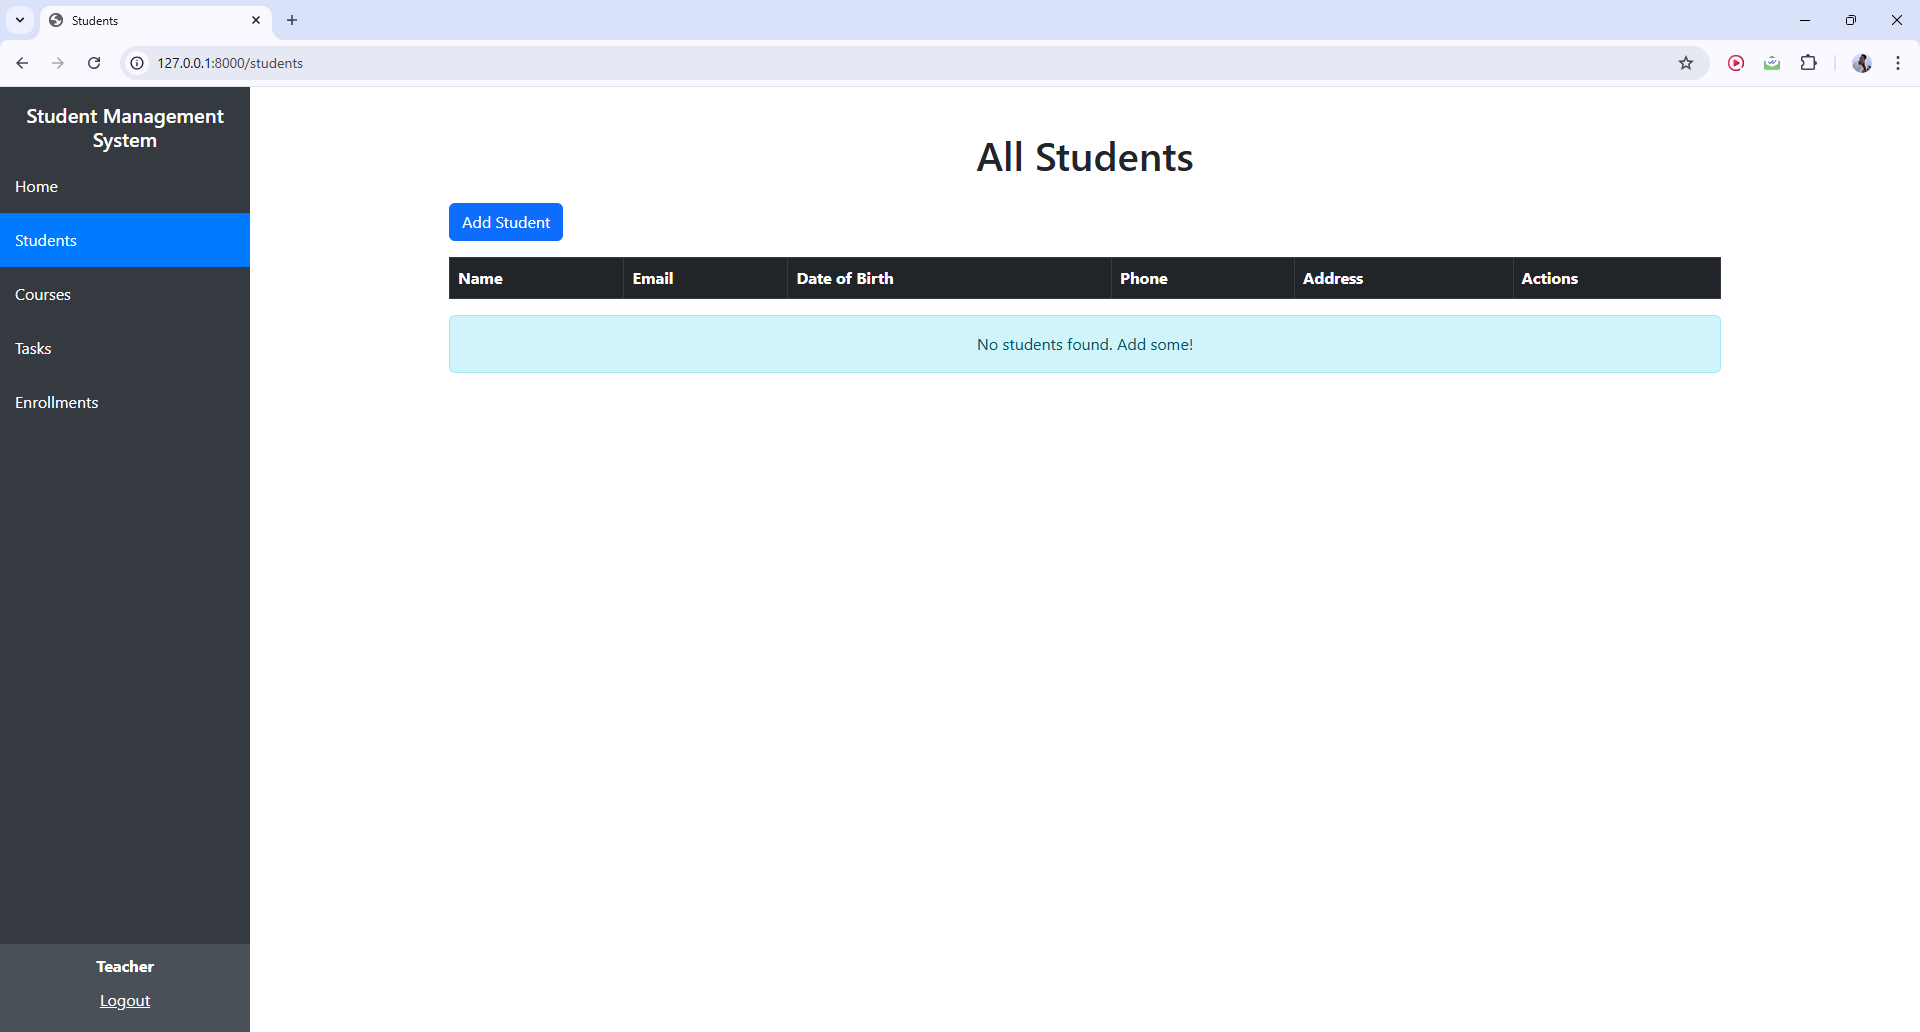 Students
127.0.0.1:8000/students
Student Management
System
Home
Students
Courses
Tasks
Enrollments
Teacher
Logout
All Students
Add Student
Name Email Date of Birth Phone Address Actions
No students found. Add some!